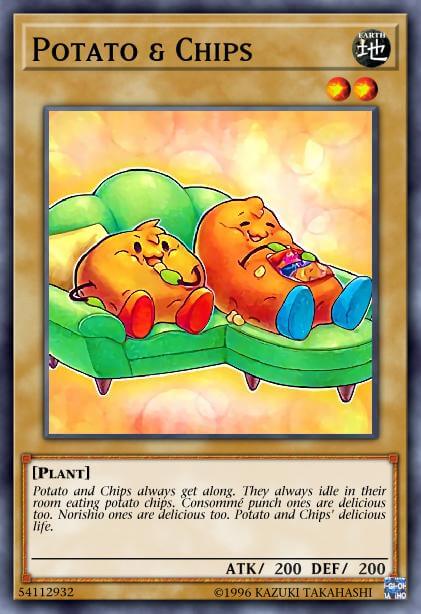 Potato & Chips
EARTH
地
[Plant]
Potato and Chips always get along. They always idle in their
room eating potato chips. Consommé punch ones are delicious
too. Norishio ones are delicious too. Potato and Chips' delicious
life.
ATK/ 200 DEF/ 200
54112932
©1996 KAZUKI TAKAHASHI